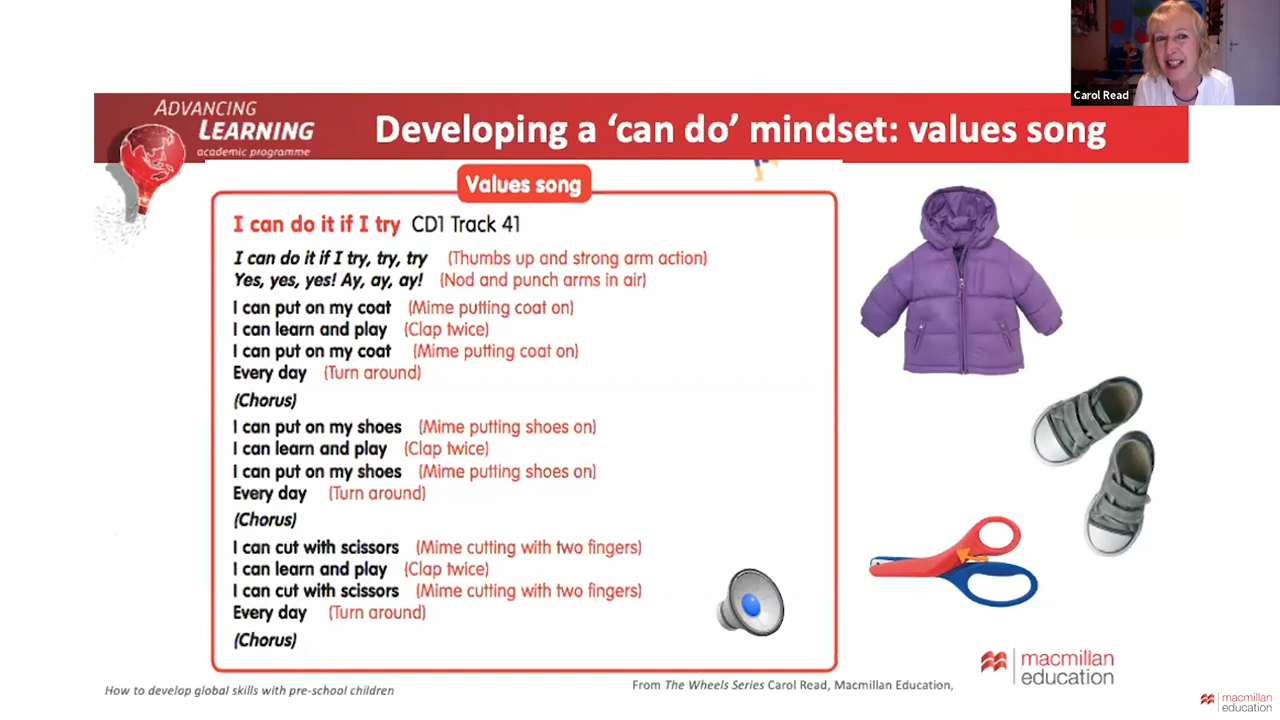 Carol Read
ADVANCING
LEARNING
academic programme
Developing a ‘can do’ mindset: values song
Values song
I can do it if I try CD1 Track 41
I can do it if I try, try, try (Thumbs up and strong arm action)
Yes, yes, yes! Ay, ay, ay! (Nod and punch arms in air)
I can put on my coat (Mime putting coat on)
I can learn and play (Clap twice)
I can put on my coat (Mime putting coat on)
Every day (Turn around)
(Chorus)
I can put on my shoes (Mime putting shoes on)
I can learn and play (Clap twice)
I can put on my shoes (Mime putting shoes on)
Every day (Turn around)
(Chorus)
I can cut with scissors (Mime cutting with two fingers)
I can learn and play (Clap twice)
I can cut with scissors (Mime cutting with two fingers)
Every day (Turn around)
(Chorus)
macmillan
education
How to develop global skills with pre-school children
From The Wheels Series Carol Read, Macmillan Education,
macmillan
education